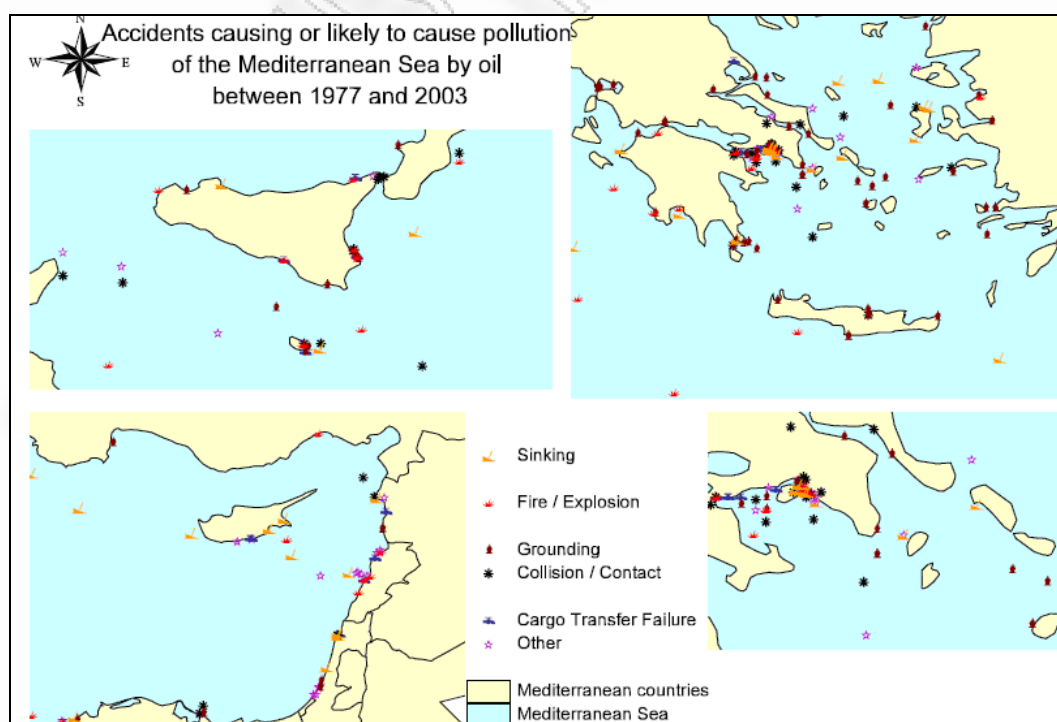 N
W
E
S
Accidents causing or likely to cause pollution
of the Mediterranean Sea by oil
between 1977 and 2003
Sinking
Fire / Explosion
Grounding
Collision / Contact
Cargo Transfer Failure
Other
Mediterranean countries
Mediterranean Sea